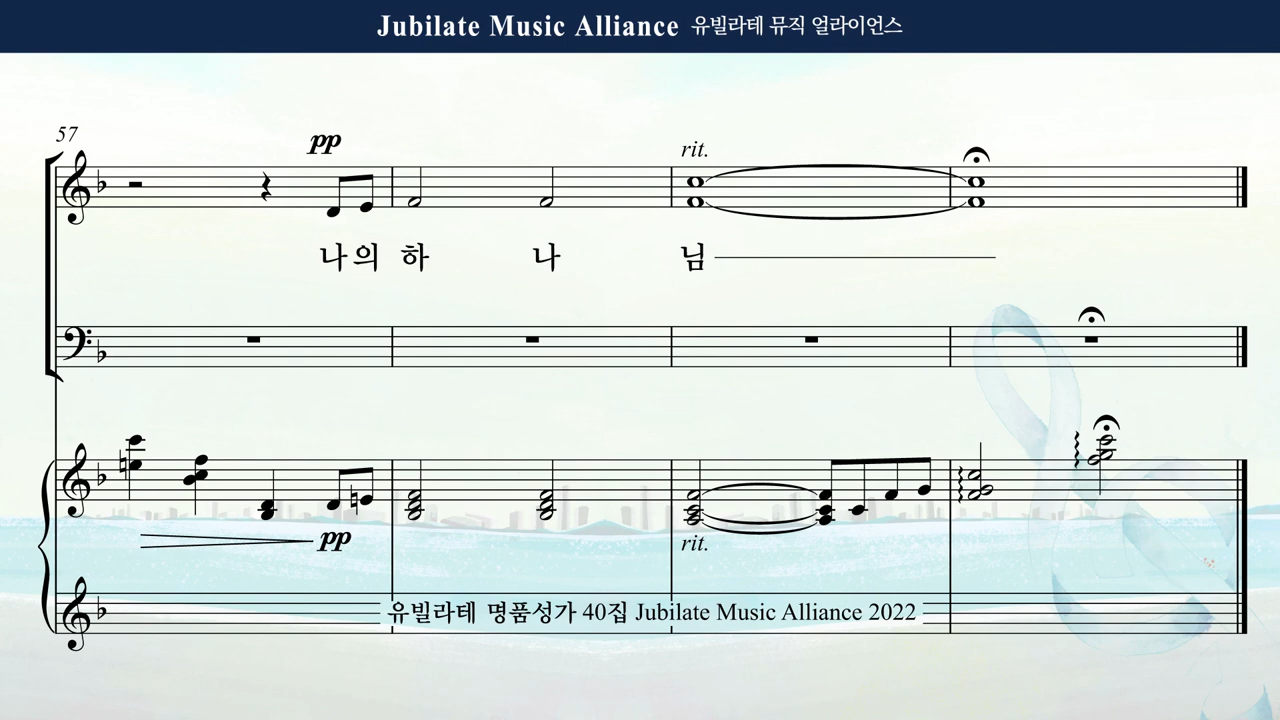 Jubilate Music Alliance 유빌라테 뮤직 얼라이언스
57
pp
rit.
나의 하 나 님
pp
rit.
유빌라테 명품성가 40집 Jubilate Music Alliance 2022